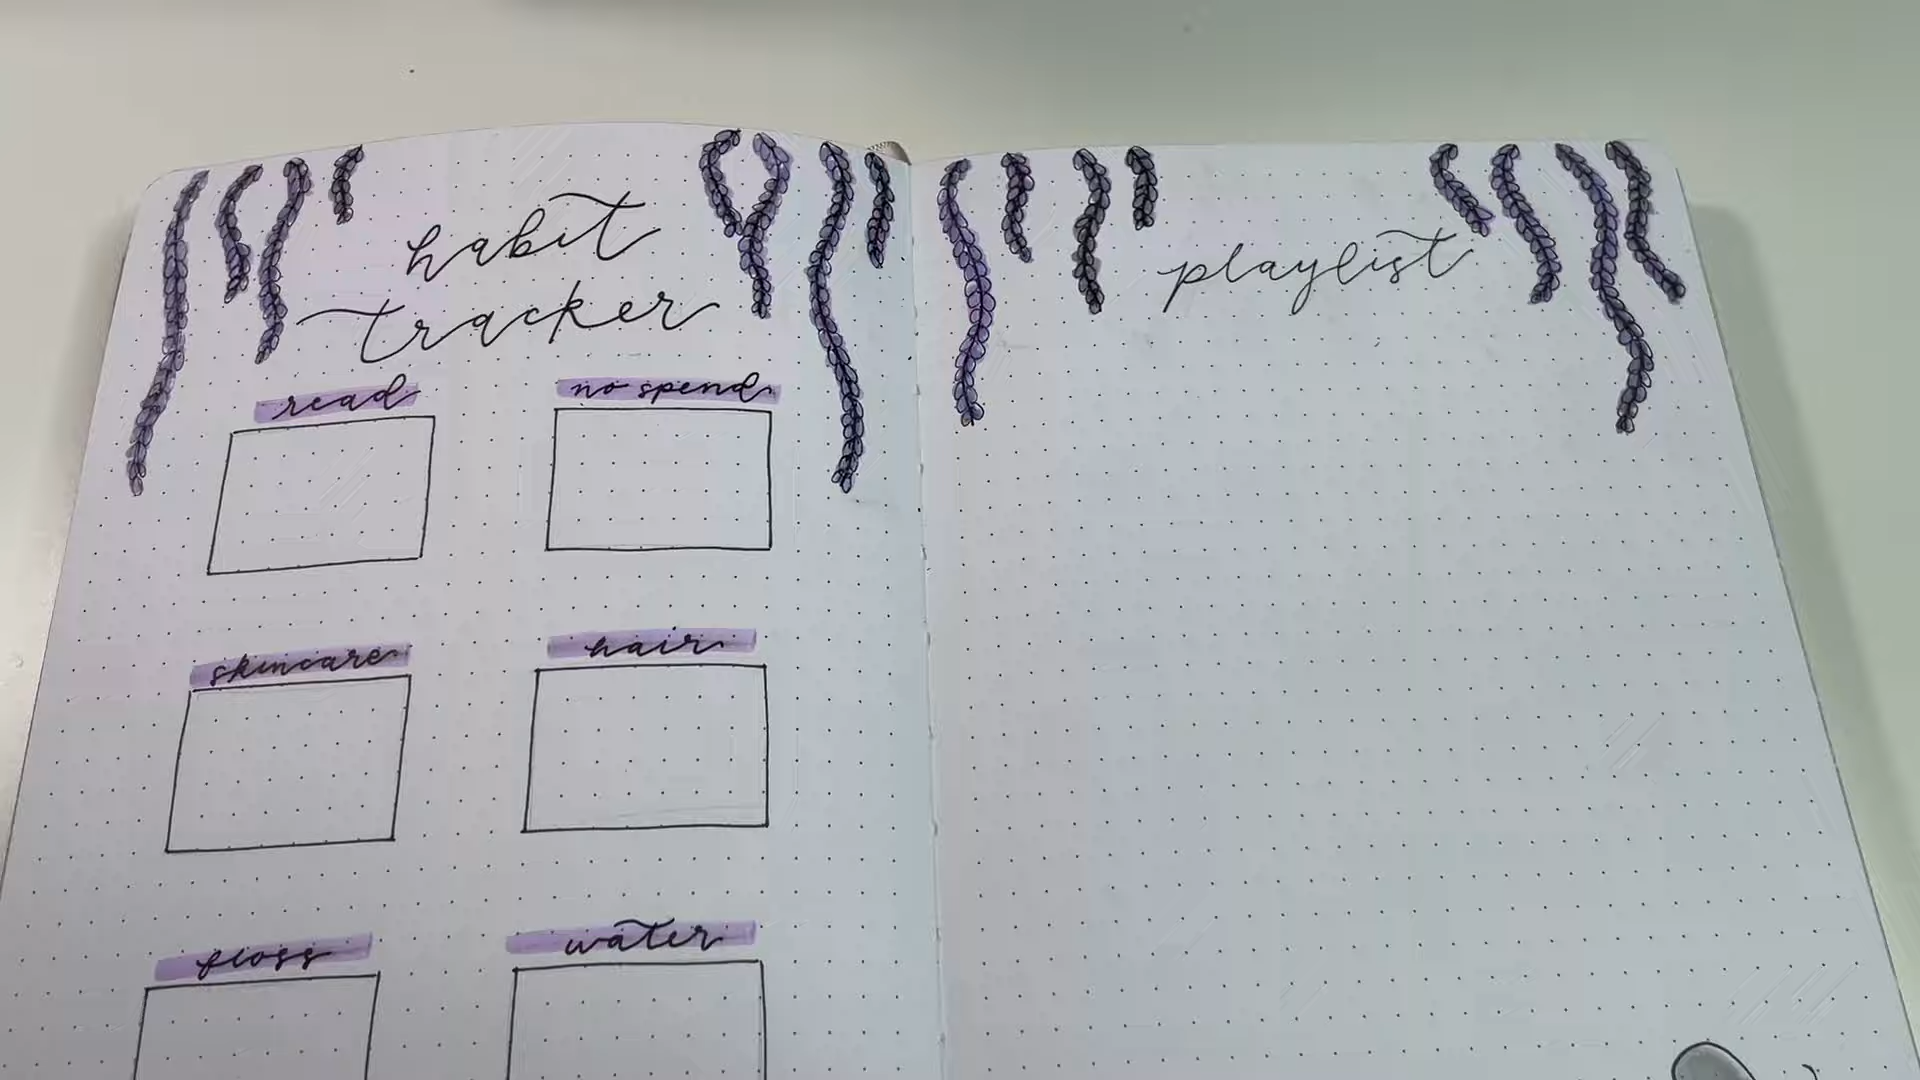 habit
tracker
read
no spend
skincare
hair
floss
water
playlist